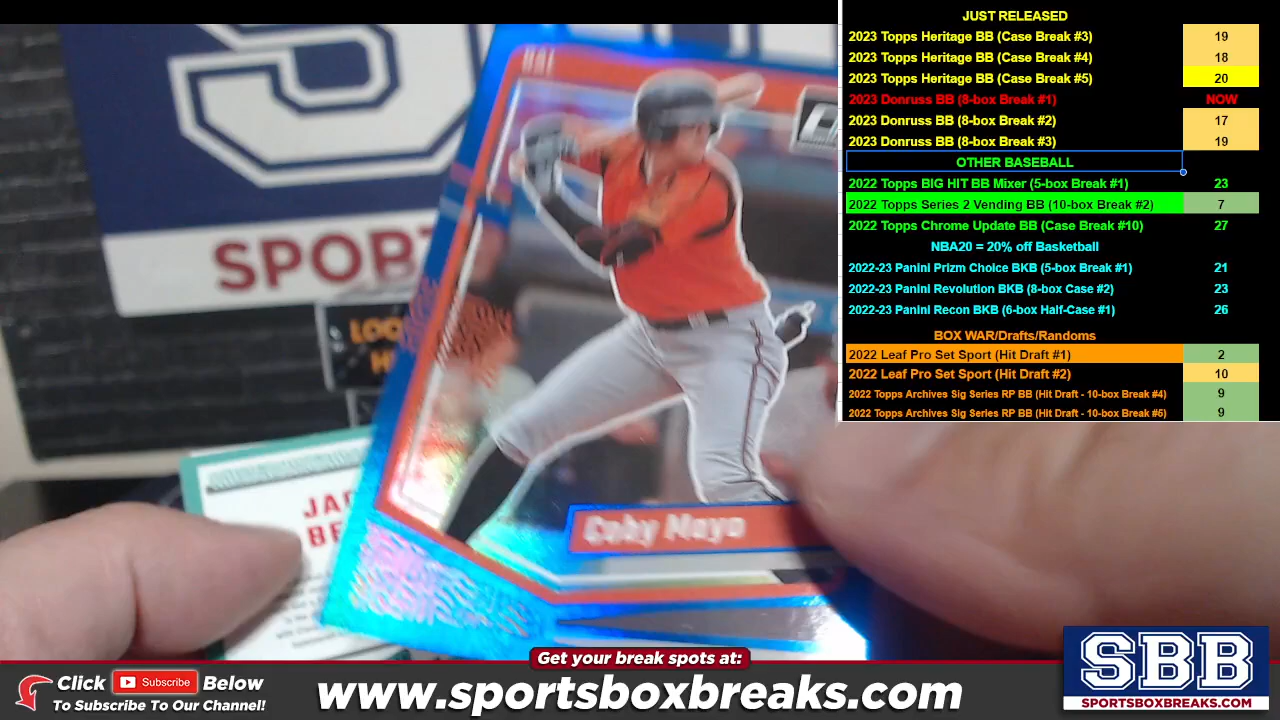 JUST RELEASED
2023 Topps Heritage BB (Case Break #3) 19
2023 Topps Heritage BB (Case Break #4) 18
2023 Topps Heritage BB (Case Break #5) 20
2023 Donruss BB (8-box Break #1) NOW
2023 Donruss BB (8-box Break #2) 17
2023 Donruss BB (8-box Break #3) 19
OTHER BASEBALL
2022 Topps BIG HIT BB Mixer (5-box Break #1) 23
2022 Topps Series 2 Vending BB (10-box Break #2) 7
2022 Topps Chrome Update BB (Case Break #10) 27
NBA20 = 20% off Basketball
2022-23 Panini Prizm Choice BKB (5-box Break #1) 21
2022-23 Panini Revolution BKB (8-box Case #2) 23
2022-23 Panini Recon BKB (6-box Half-Case #1) 26
BOX WAR/Drafts/Randoms
2022 Leaf Pro Set Sport (Hit Draft #1) 2
2022 Leaf Pro Set Sport (Hit Draft #2) 10
2022 Topps Archives Sig Series RP BB (Hit Draft - 10-box Break #4) 9
2022 Topps Archives Sig Series RP BB (Hit Draft - 10-box Break #5) 9
BAL
S
SPOR
LOO
H
JA
BE
Coby Mayo
Get your break spots at:
Click Subscribe Below
To Subscribe To Our Channel!
www.sportsboxbreaks.com
SBB
SPORTSBOXBREAKS.COM